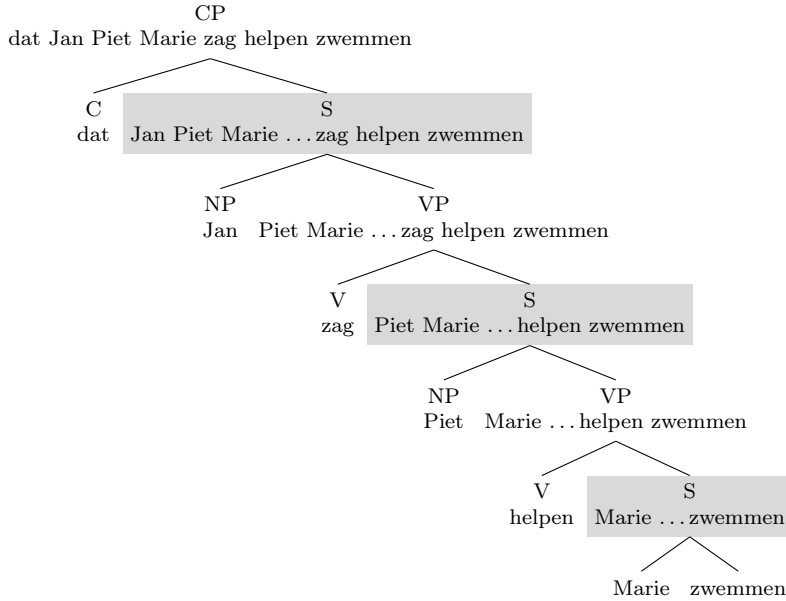 CP
dat Jan Piet Marie zag helpen zwemmen
C S
dat Jan Piet Marie ... zag helpen zwemmen
NP VP
Jan Piet Marie ... zag helpen zwemmen
V S
zag Piet Marie ... helpen zwemmen
NP VP
Piet Marie ... helpen zwemmen
V S
helpen Marie ... zwemmen
Marie zwemmen